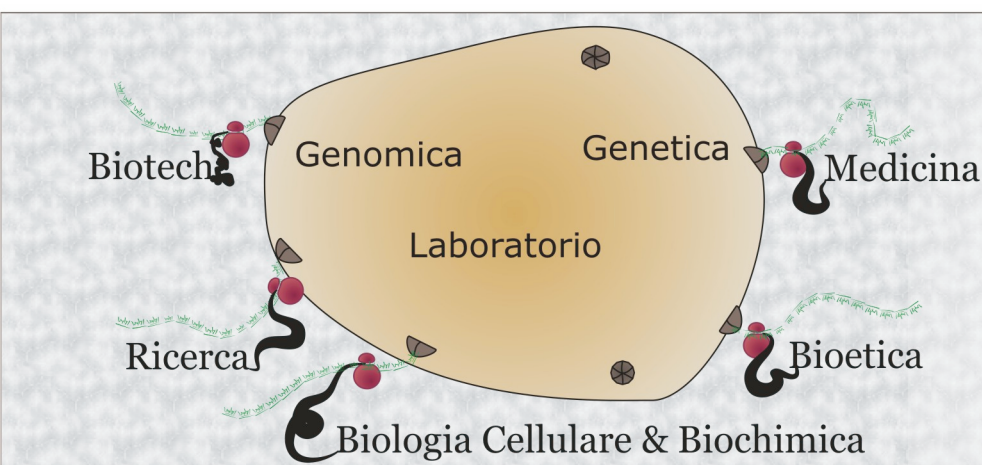 Genomica
Genetica
Biotech
Medicina
Laboratorio
Ricerca
Bioetica
Biologia Cellulare & Biochimica